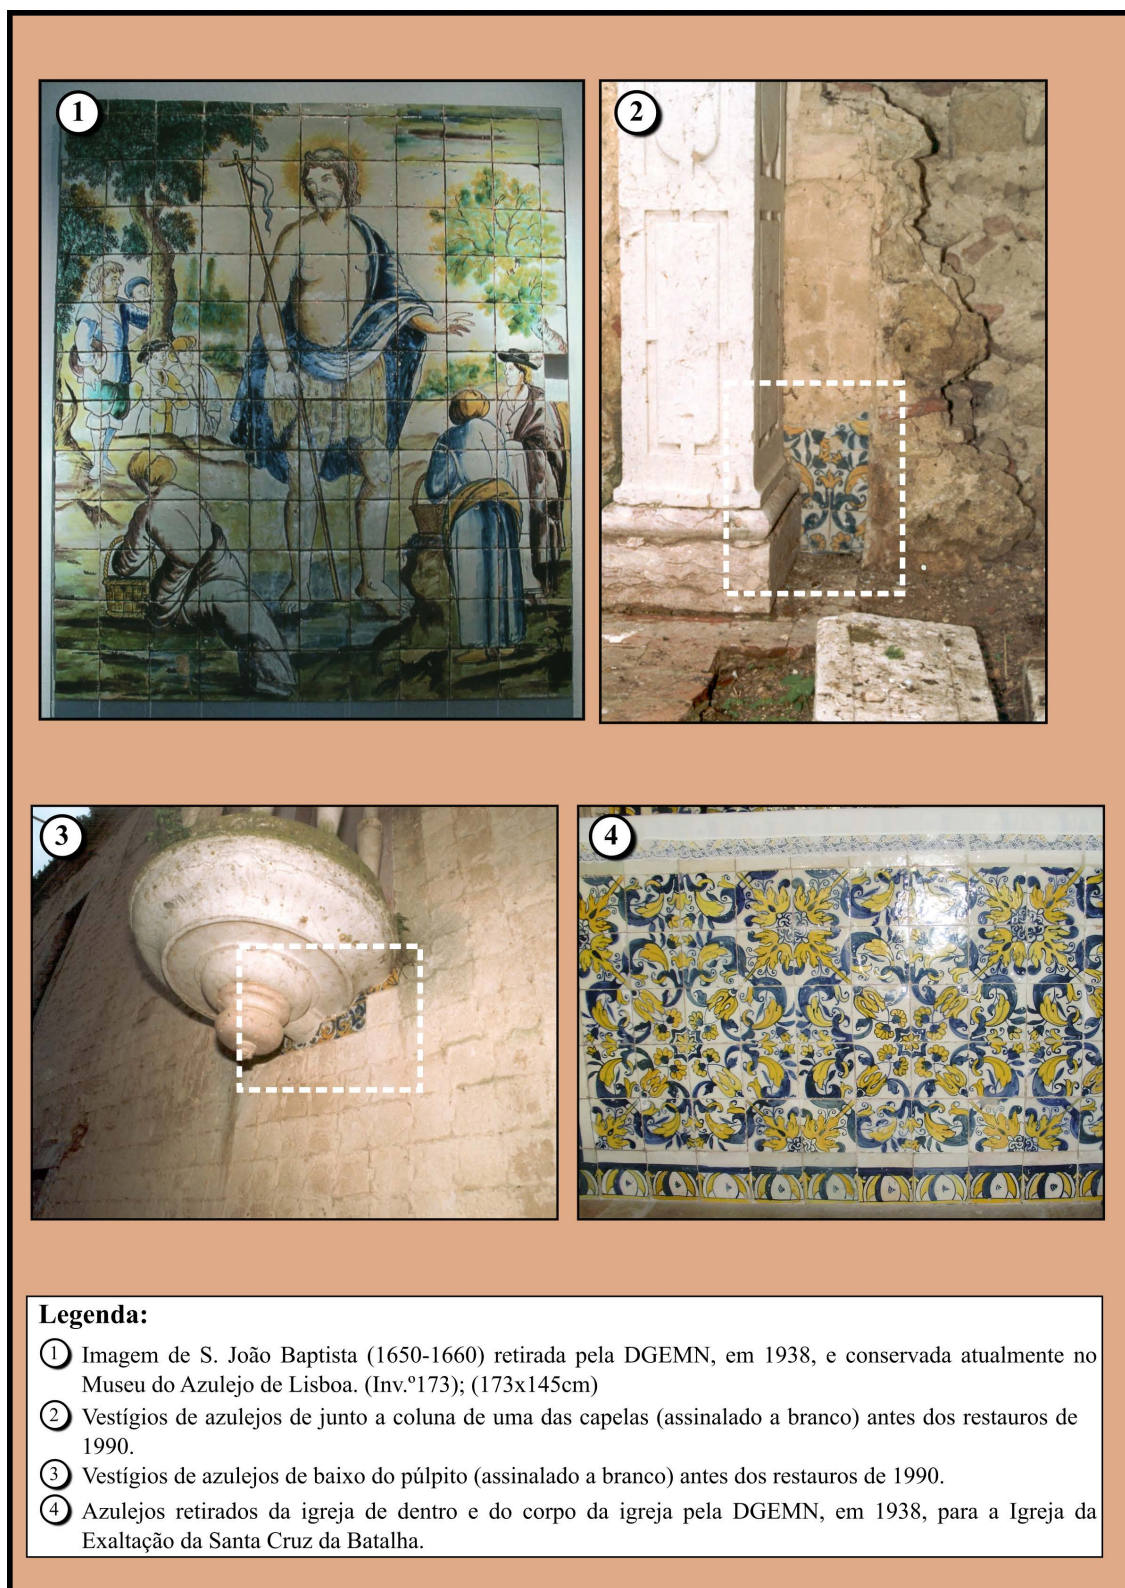 1
2
3
4
Legenda:
1 Imagem de S. João Baptista (1650-1660) retirada pela DGEMN, em 1938, e conservada atualmente no
Museu do Azulejo de Lisboa. (Inv.º173); (173x145cm)
2 Vestígios de azulejos de junto a coluna de uma das capelas (assinalado a branco) antes dos restauros de
1990.
3 Vestígios de azulejos de baixo do púlpito (assinalado a branco) antes dos restauros de 1990.
4 Azulejos retirados da igreja de dentro e do corpo da igreja pela DGEMN, em 1938, para a Igreja da
Exaltação da Santa Cruz da Batalha.